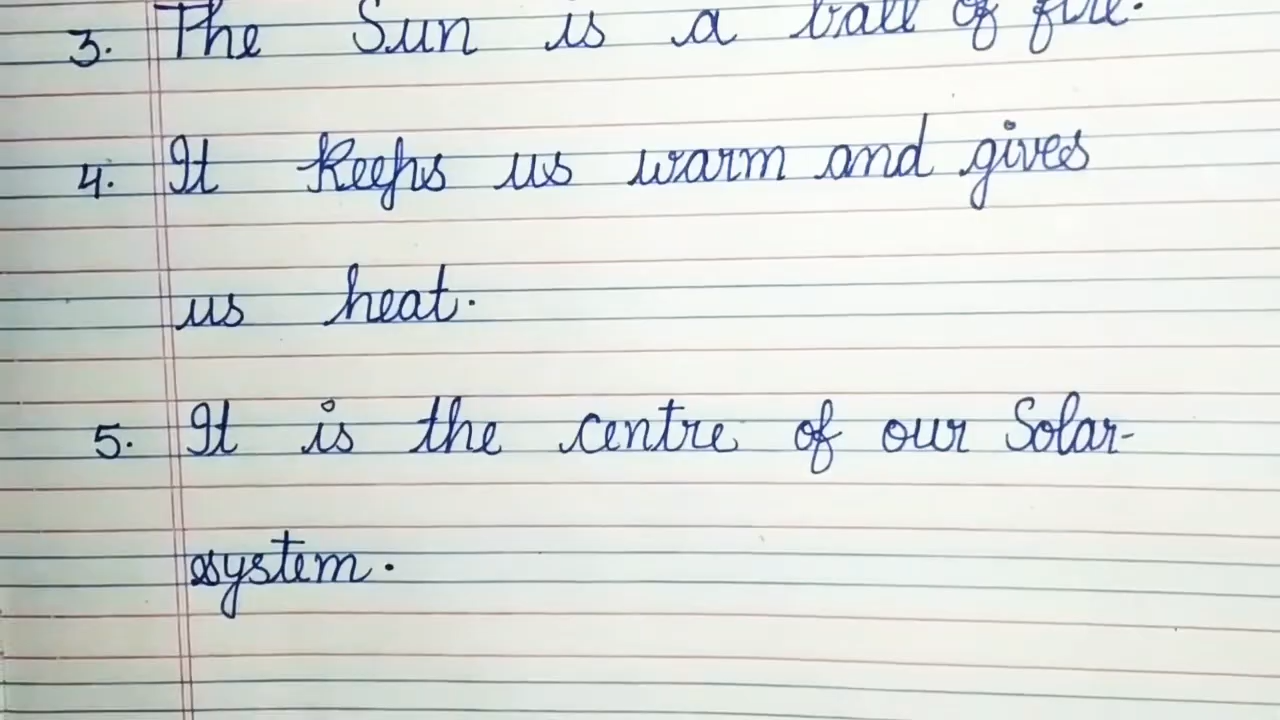 3. The Sun is a ball of fire.
4. It keeps us warm and gives
us heat.
5. It is the centre of our Solar-
system.